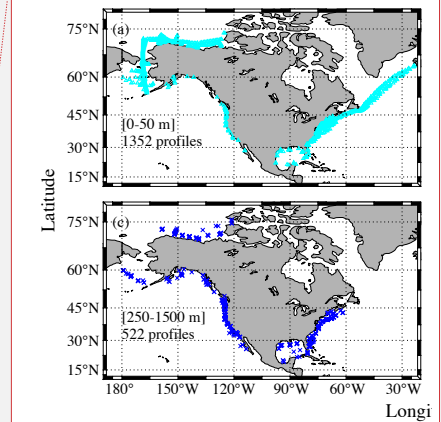 (a)
75°N
60°N
45°N
30°N
15°N
[0-50 m]
1352 profiles
Latitude
(c)
75°N
60°N
45°N
30°N
15°N
[250-1500 m]
522 profiles
180° 150°W 120°W 90°W 60°W 30°W
Longi